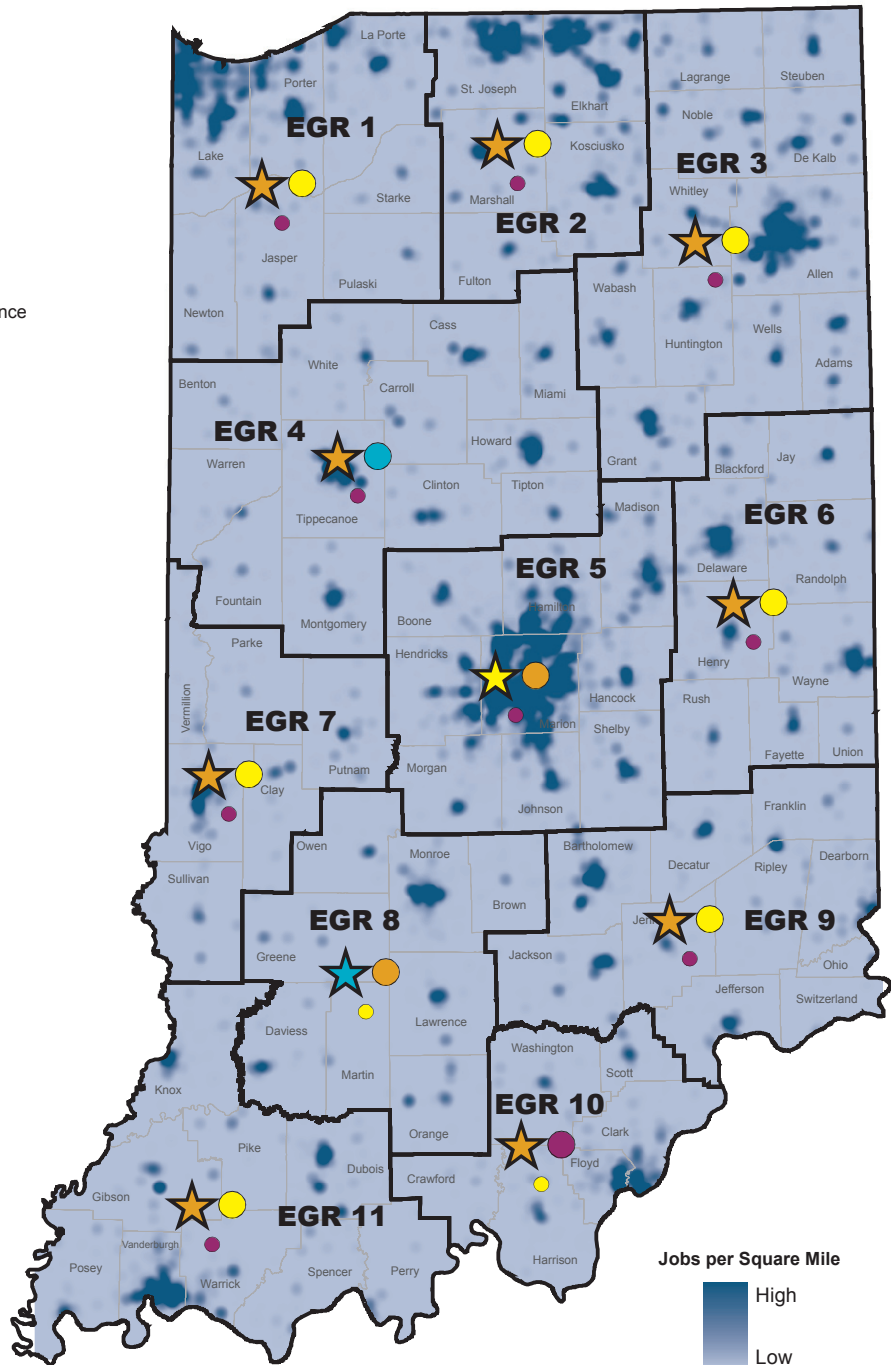 La Porte
Porter
St. Joseph
Lagrange
Steuben
Elkhart
Noble
EGR 1
Lake
Kosciusko
EGR 3
De Kalb
Whitley
Starke
Marshall
EGR 2
Jasper
Allen
Pulaski
Fulton
Wabash
nce
Newton
Cass
Wells
Huntington
White
Adams
Benton
Carroll
Miami
EGR 4
Howard
Grant
Jay
Blackford
Warren
Clinton
Tipton
Madison
Tippecanoe
EGR 6
EGR 5
Delaware
Randolph
Fountain
Hamilton
Montgomery
Boone
Parke
Hendricks
Henry
Wayne
Vermillion
EGR 7
Hancock
Rush
Marion
Shelby
Fayette
Union
Putnam
Morgan
Clay
Johnson
Franklin
Vigo
Owen
Monroe
Bartholomew
Decatur
Ripley
Dearborn
Sullivan
Brown
EGR 8
Jen
EGR 9
Greene
Jackson
Ohio
Jefferson
Switzerland
Lawrence
Daviess
Washington
Martin
Scott
Knox
EGR 10
Orange
Clark
Pike
Floyd
Dubois
Crawford
Gibson
EGR 11
Vanderburgh
Harrison
Posey
Warrick
Spencer
Perry
Jobs per Square Mile
High
Low